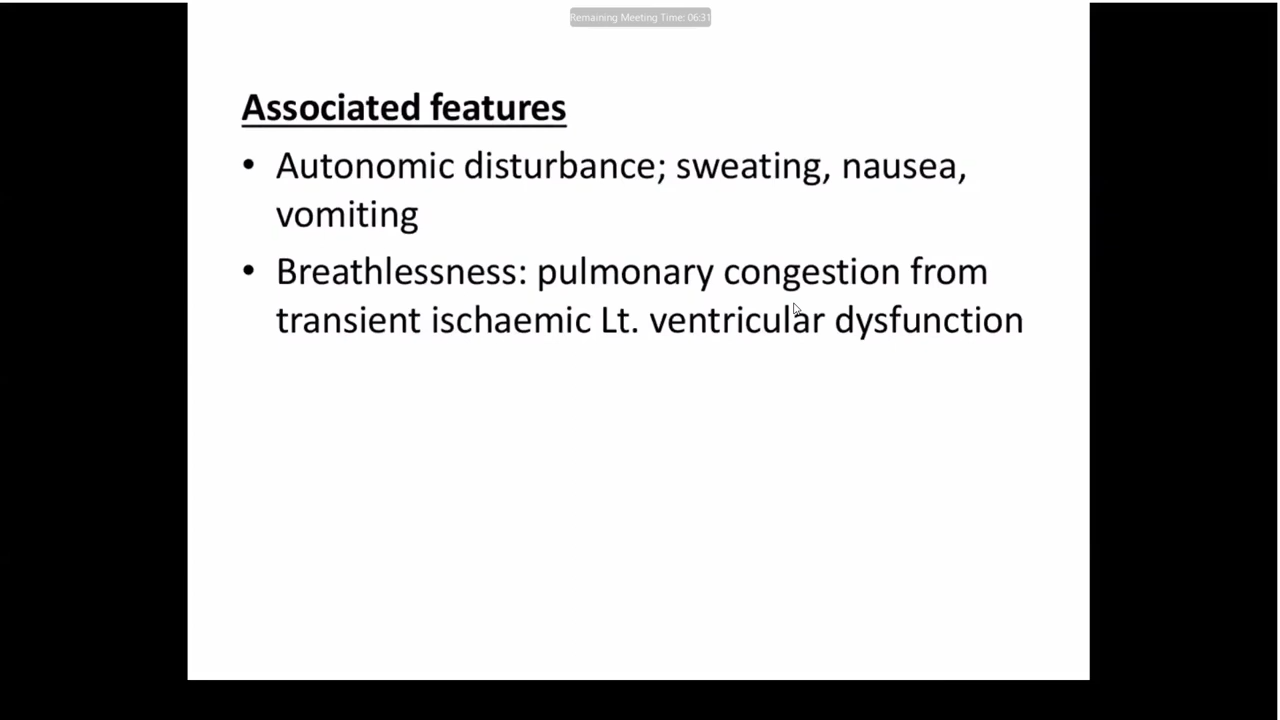 Remaining Meeting Time: 06:31
Associated features
• Autonomic disturbance; sweating, nausea,
vomiting
• Breathlessness: pulmonary congestion from
transient ischaemic Lt. ventricular dysfunction